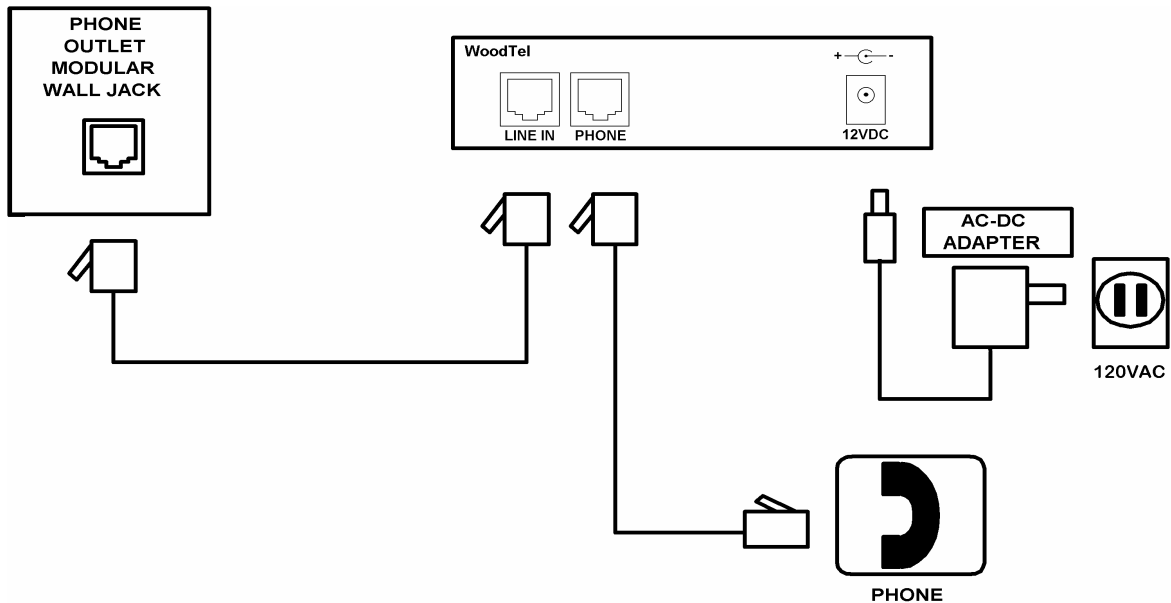 PHONE
OUTLET
MODULAR
WALL JACK
WoodTel
+ -
LINE IN
PHONE
12VDC
AC-DC
ADAPTER
120VAC
PHONE